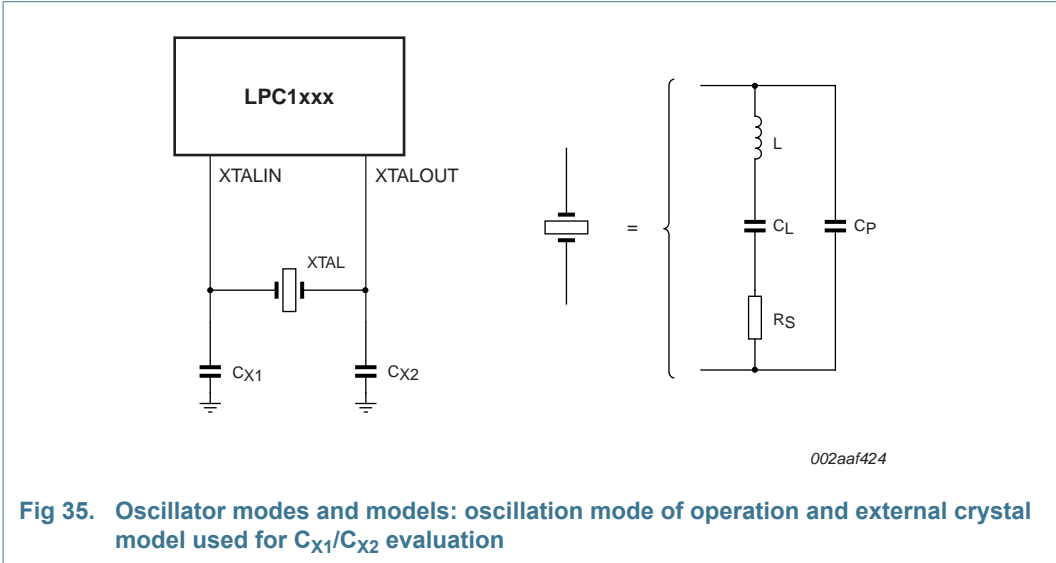 LPC1xxx
XTALIN
XTALOUT
XTAL
CX1
CX2
=
L
CL
CP
RS
002aaf424
Fig 35. Oscillator modes and models: oscillation mode of operation and external crystal
model used for CX1/CX2 evaluation